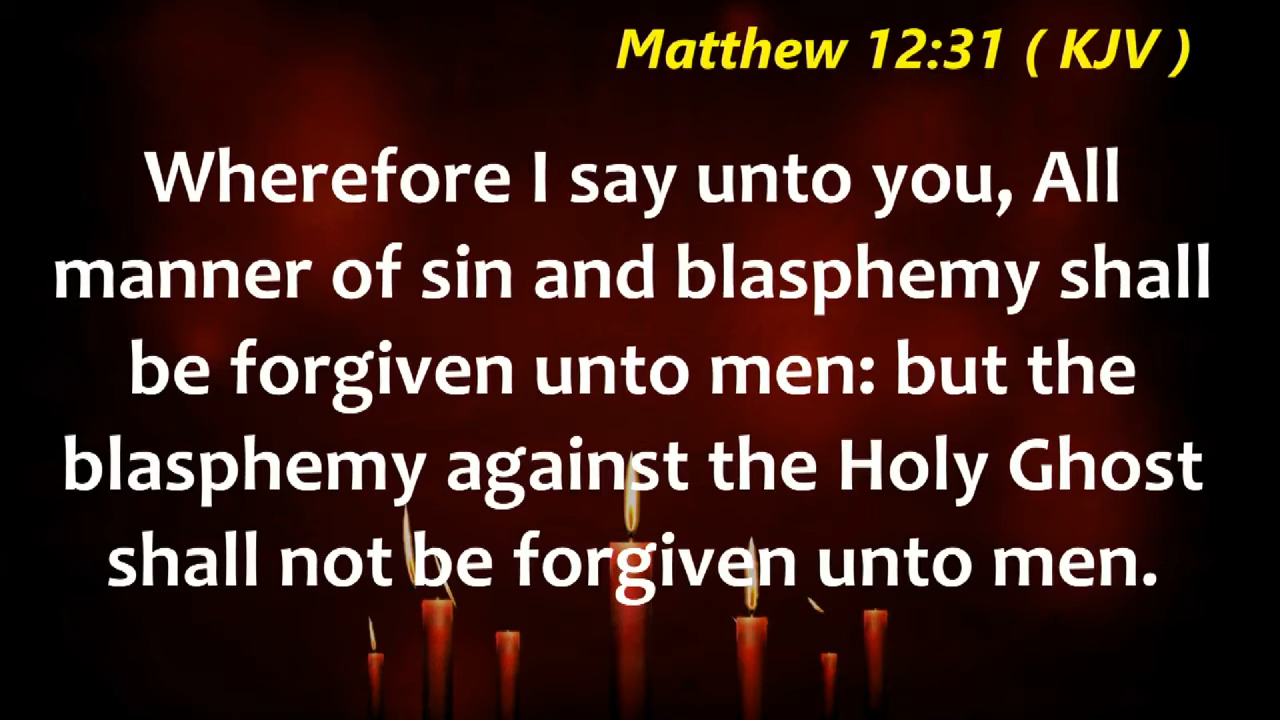 Matthew 12:31 ( KJV )
Wherefore I say unto you, All
manner of sin and blasphemy shall
be forgiven unto men: but the
blasphemy against the Holy Ghost
shall not be forgiven unto men.